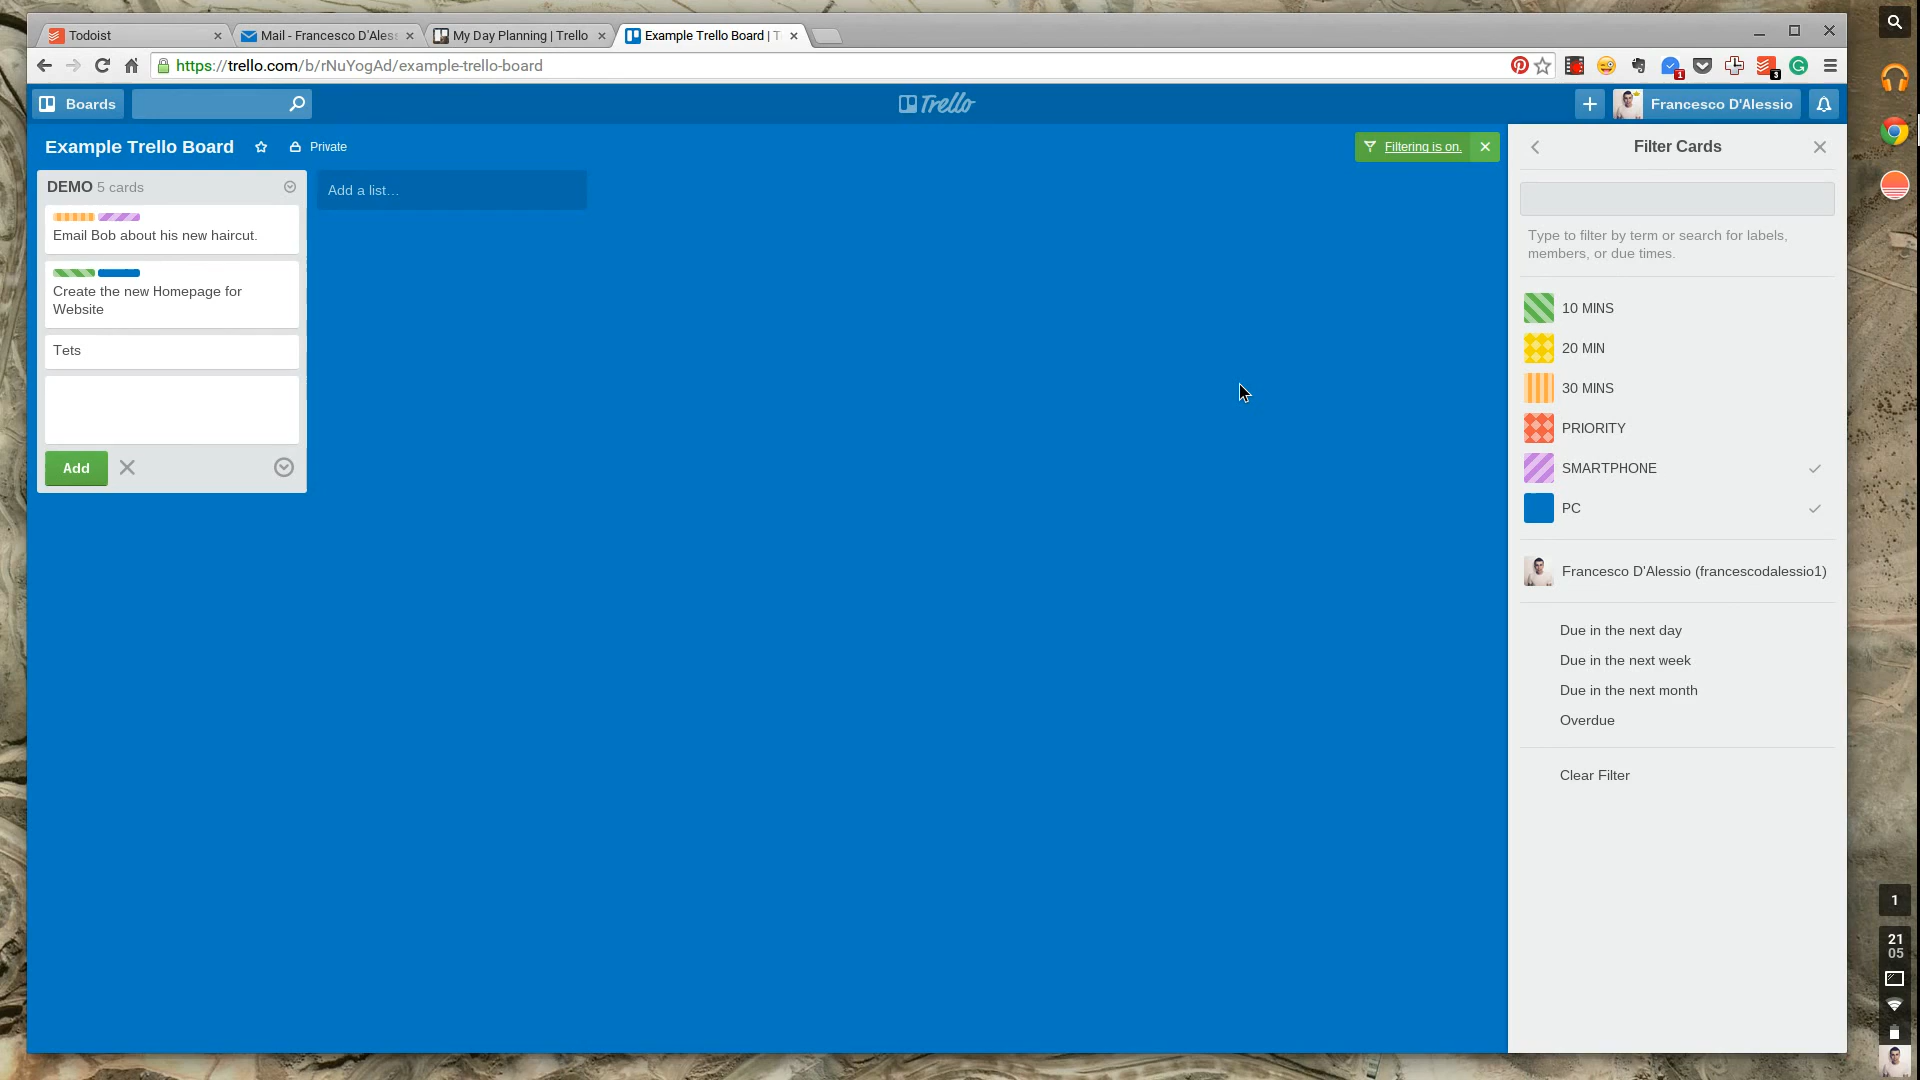 Todoist
Mail - Francesco D'Aless
My Day Planning | Trello
Example Trello Board | T
https://trello.com/b/rNuYogAd/example-trello-board
1
3
Boards
Trello
Francesco D'Alessio
Example Trello Board
Private
Filtering is on.
Filter Cards
DEMO 5 cards
Add a list…
Email Bob about his new haircut.
Create the new Homepage for
Website
Tets
Add
Type to filter by term or search for labels,
members, or due times.
10 MINS
20 MIN
30 MINS
PRIORITY
SMARTPHONE
PC
Francesco D'Alessio (francescodalessio1)
Due in the next day
Due in the next week
Due in the next month
Overdue
Clear Filter
1
21
05